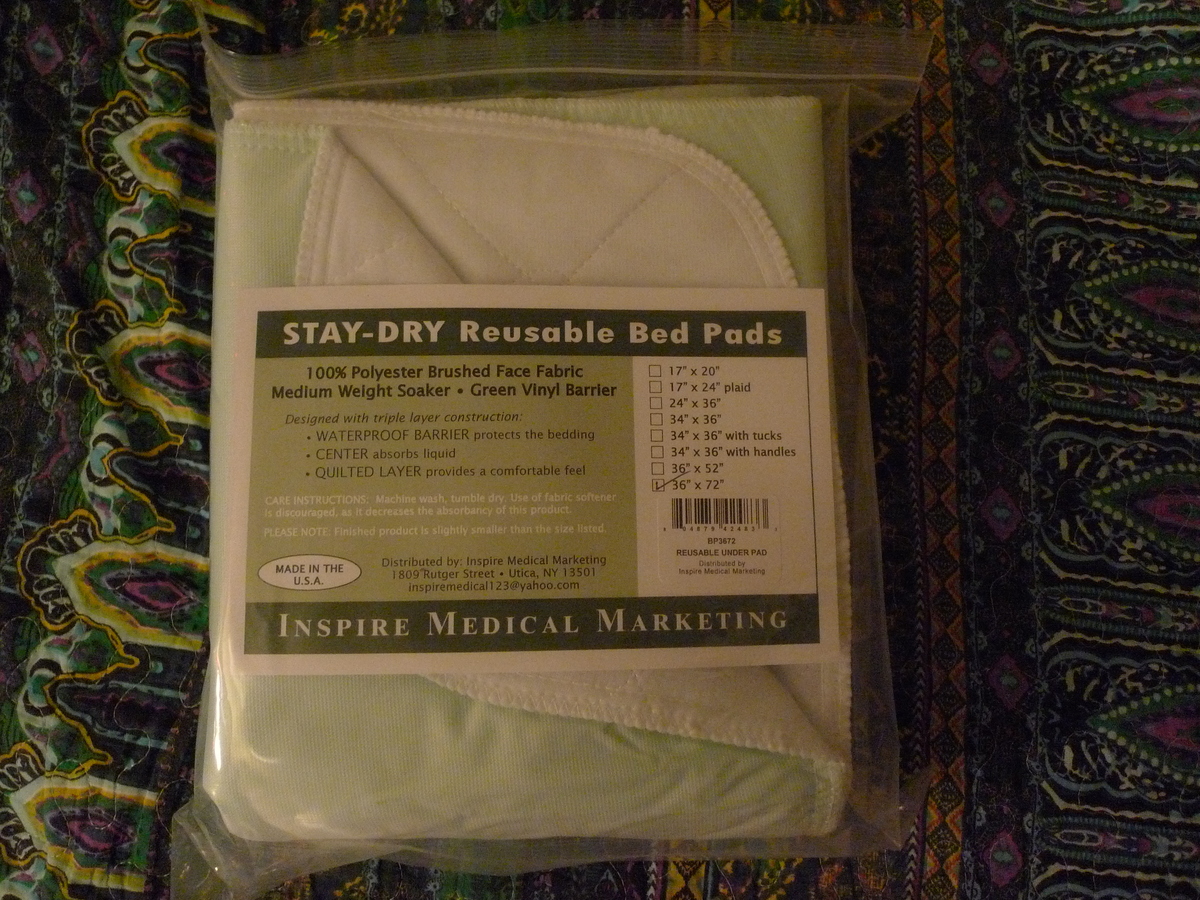 STAY-DRY Reusable Bed Pads
100% Polyester Brushed Face Fabric
Medium Weight Soaker • Green Vinyl Barrier
Designed with triple layer construction:
• WATERPROOF BARRIER protects the bedding
• CENTER absorbs liquid
• QUILTED LAYER provides a comfortable feel
CARE INSTRUCTIONS: Machine wash, tumble dry. Use of fabric softener
is discouraged, as it decreases the absorbancy of this product.
PLEASE NOTE: Finished product is slightly smaller than the size listed.
MADE IN THE
U.S.A.
Distributed by: Inspire Medical Marketing
1809 Rutger Street • Utica, NY 13501
inspiremedical123@yahoo.com
17" x 20"
17" x 24" plaid
24" x 36"
34" x 36"
34" x 36" with tucks
34" x 36" with handles
36" x 52"
36" x 72"
BP3672
REUSABLE UNDER PAD
Distributed by
Inspire Medical Marketing
INSPIRE MEDICAL MARKETING